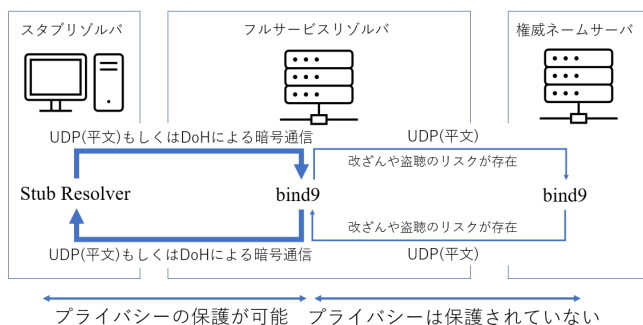 スタブリゾルバ
フルサービスリゾルバ
権威ネームサーバ
UDP(平文)もしくはDoHによる暗号通信
UDP(平文)
改ざんや盗聴のリスクが存在
Stub Resolver
bind9
bind9
改ざんや盗聴のリスクが存在
UDP(平文)もしくはDoHによる暗号通信
UDP(平文)
プライバシーの保護が可能
プライバシーは保護されていない